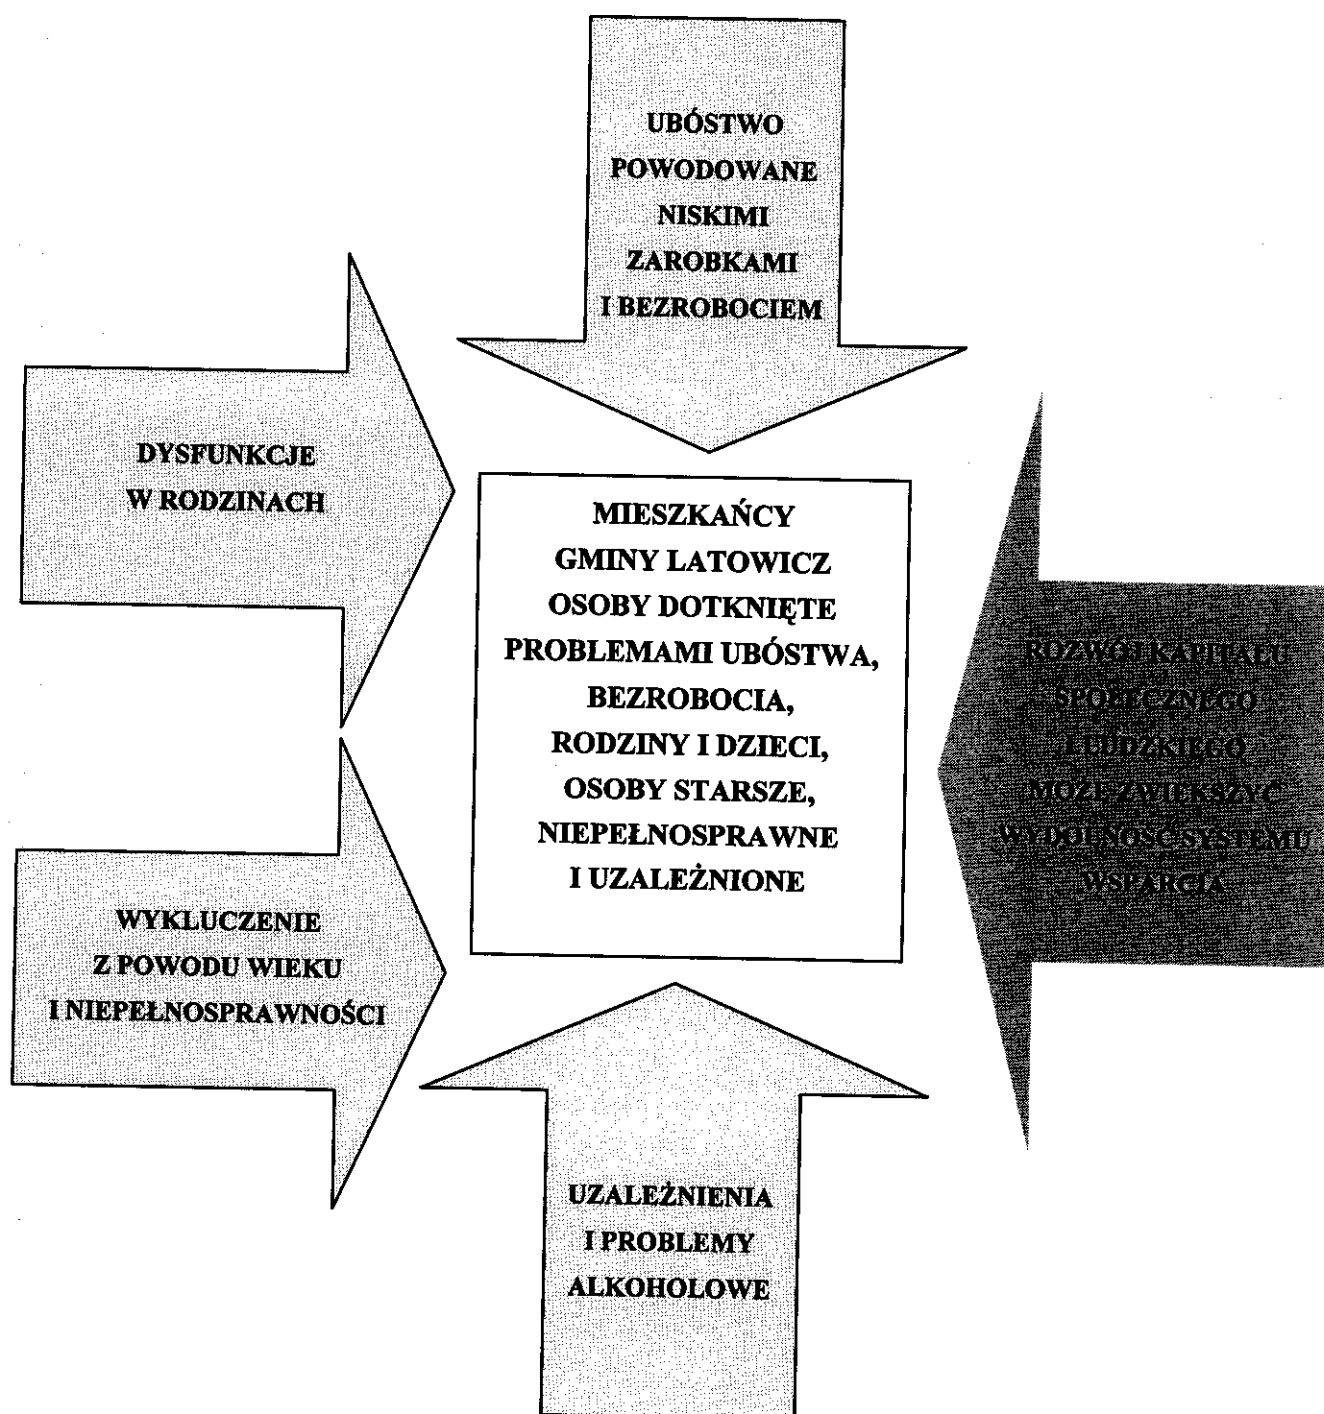 UBÓSTWO
POWODOWANE
NISKIMI
ZAROBKAMI
I BEZROBOCIEM
DYSFUNKCJE
W RODZINACH
MIESZKAŃCY
GMINY LATOWICZ
OSOBY DOTKNIĘTE
PROBLEMAMI UBÓSTWA,
BEZROBOCIA,
RODZINY I DZIECI,
OSOBY STARSZE,
NIEPEŁNOSPRAWNE
I UZALEŻNIONE
ROZWÓJ KAPITAŁU
SPOŁECZNEGO
I LUDZKIEGO
MOŻE ZWIĘKSZYĆ
WYDOLNOŚĆ SYSTEMU
WSPARCIA
WYKLUCZENIE
Z POWODU WIEKU
I NIEPEŁNOSPRAWNOŚCI
UZALEŻNIENIA
I PROBLEMY
ALKOHOLOWE